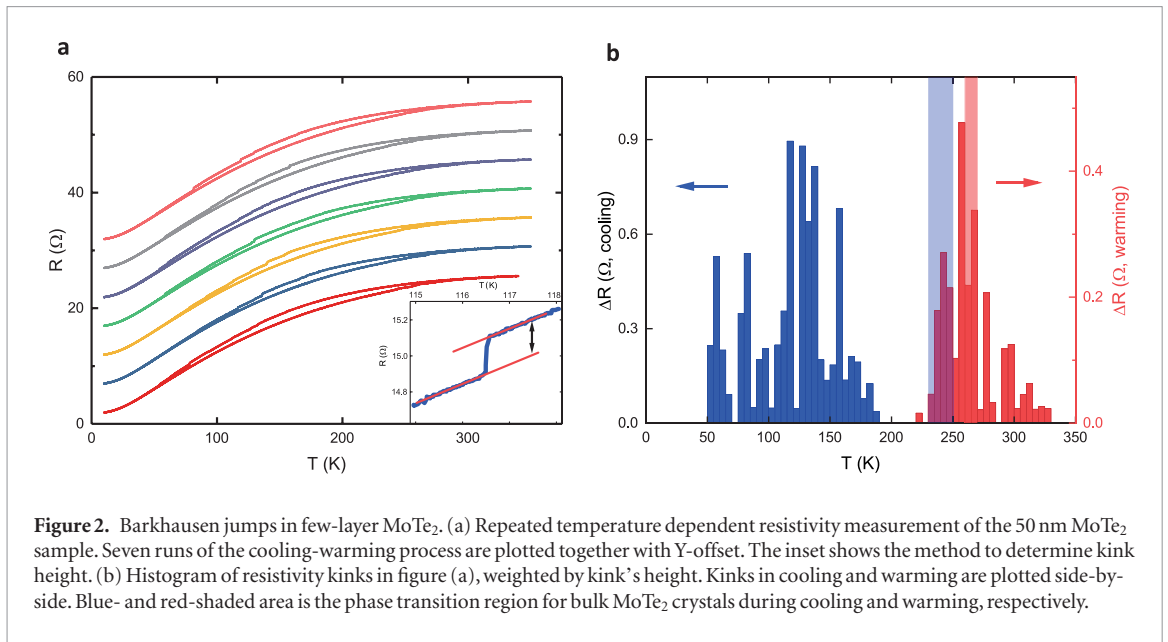 a
60
40
20
0
R (Ω)
0
100
200
300
T (K)
115
116
117
118
T (K)
15.2
15.0
14.8
R (Ω)
b
0.9
0.6
0.3
0.0
ΔR (Ω, cooling)
0.4
0.2
0.0
ΔR (Ω, warming)
0
50
100
150
200
250
300
350
T (K)
Figure 2. Barkhausen jumps in few-layer MoTe₂. (a) Repeated temperature dependent resistivity measurement of the 50 nm MoTe₂
sample. Seven runs of the cooling-warming process are plotted together with Y-offset. The inset shows the method to determine kink
height. (b) Histogram of resistivity kinks in figure (a), weighted by kink's height. Kinks in cooling and warming are plotted side-by-
side. Blue- and red-shaded area is the phase transition region for bulk MoTe₂ crystals during cooling and warming, respectively.